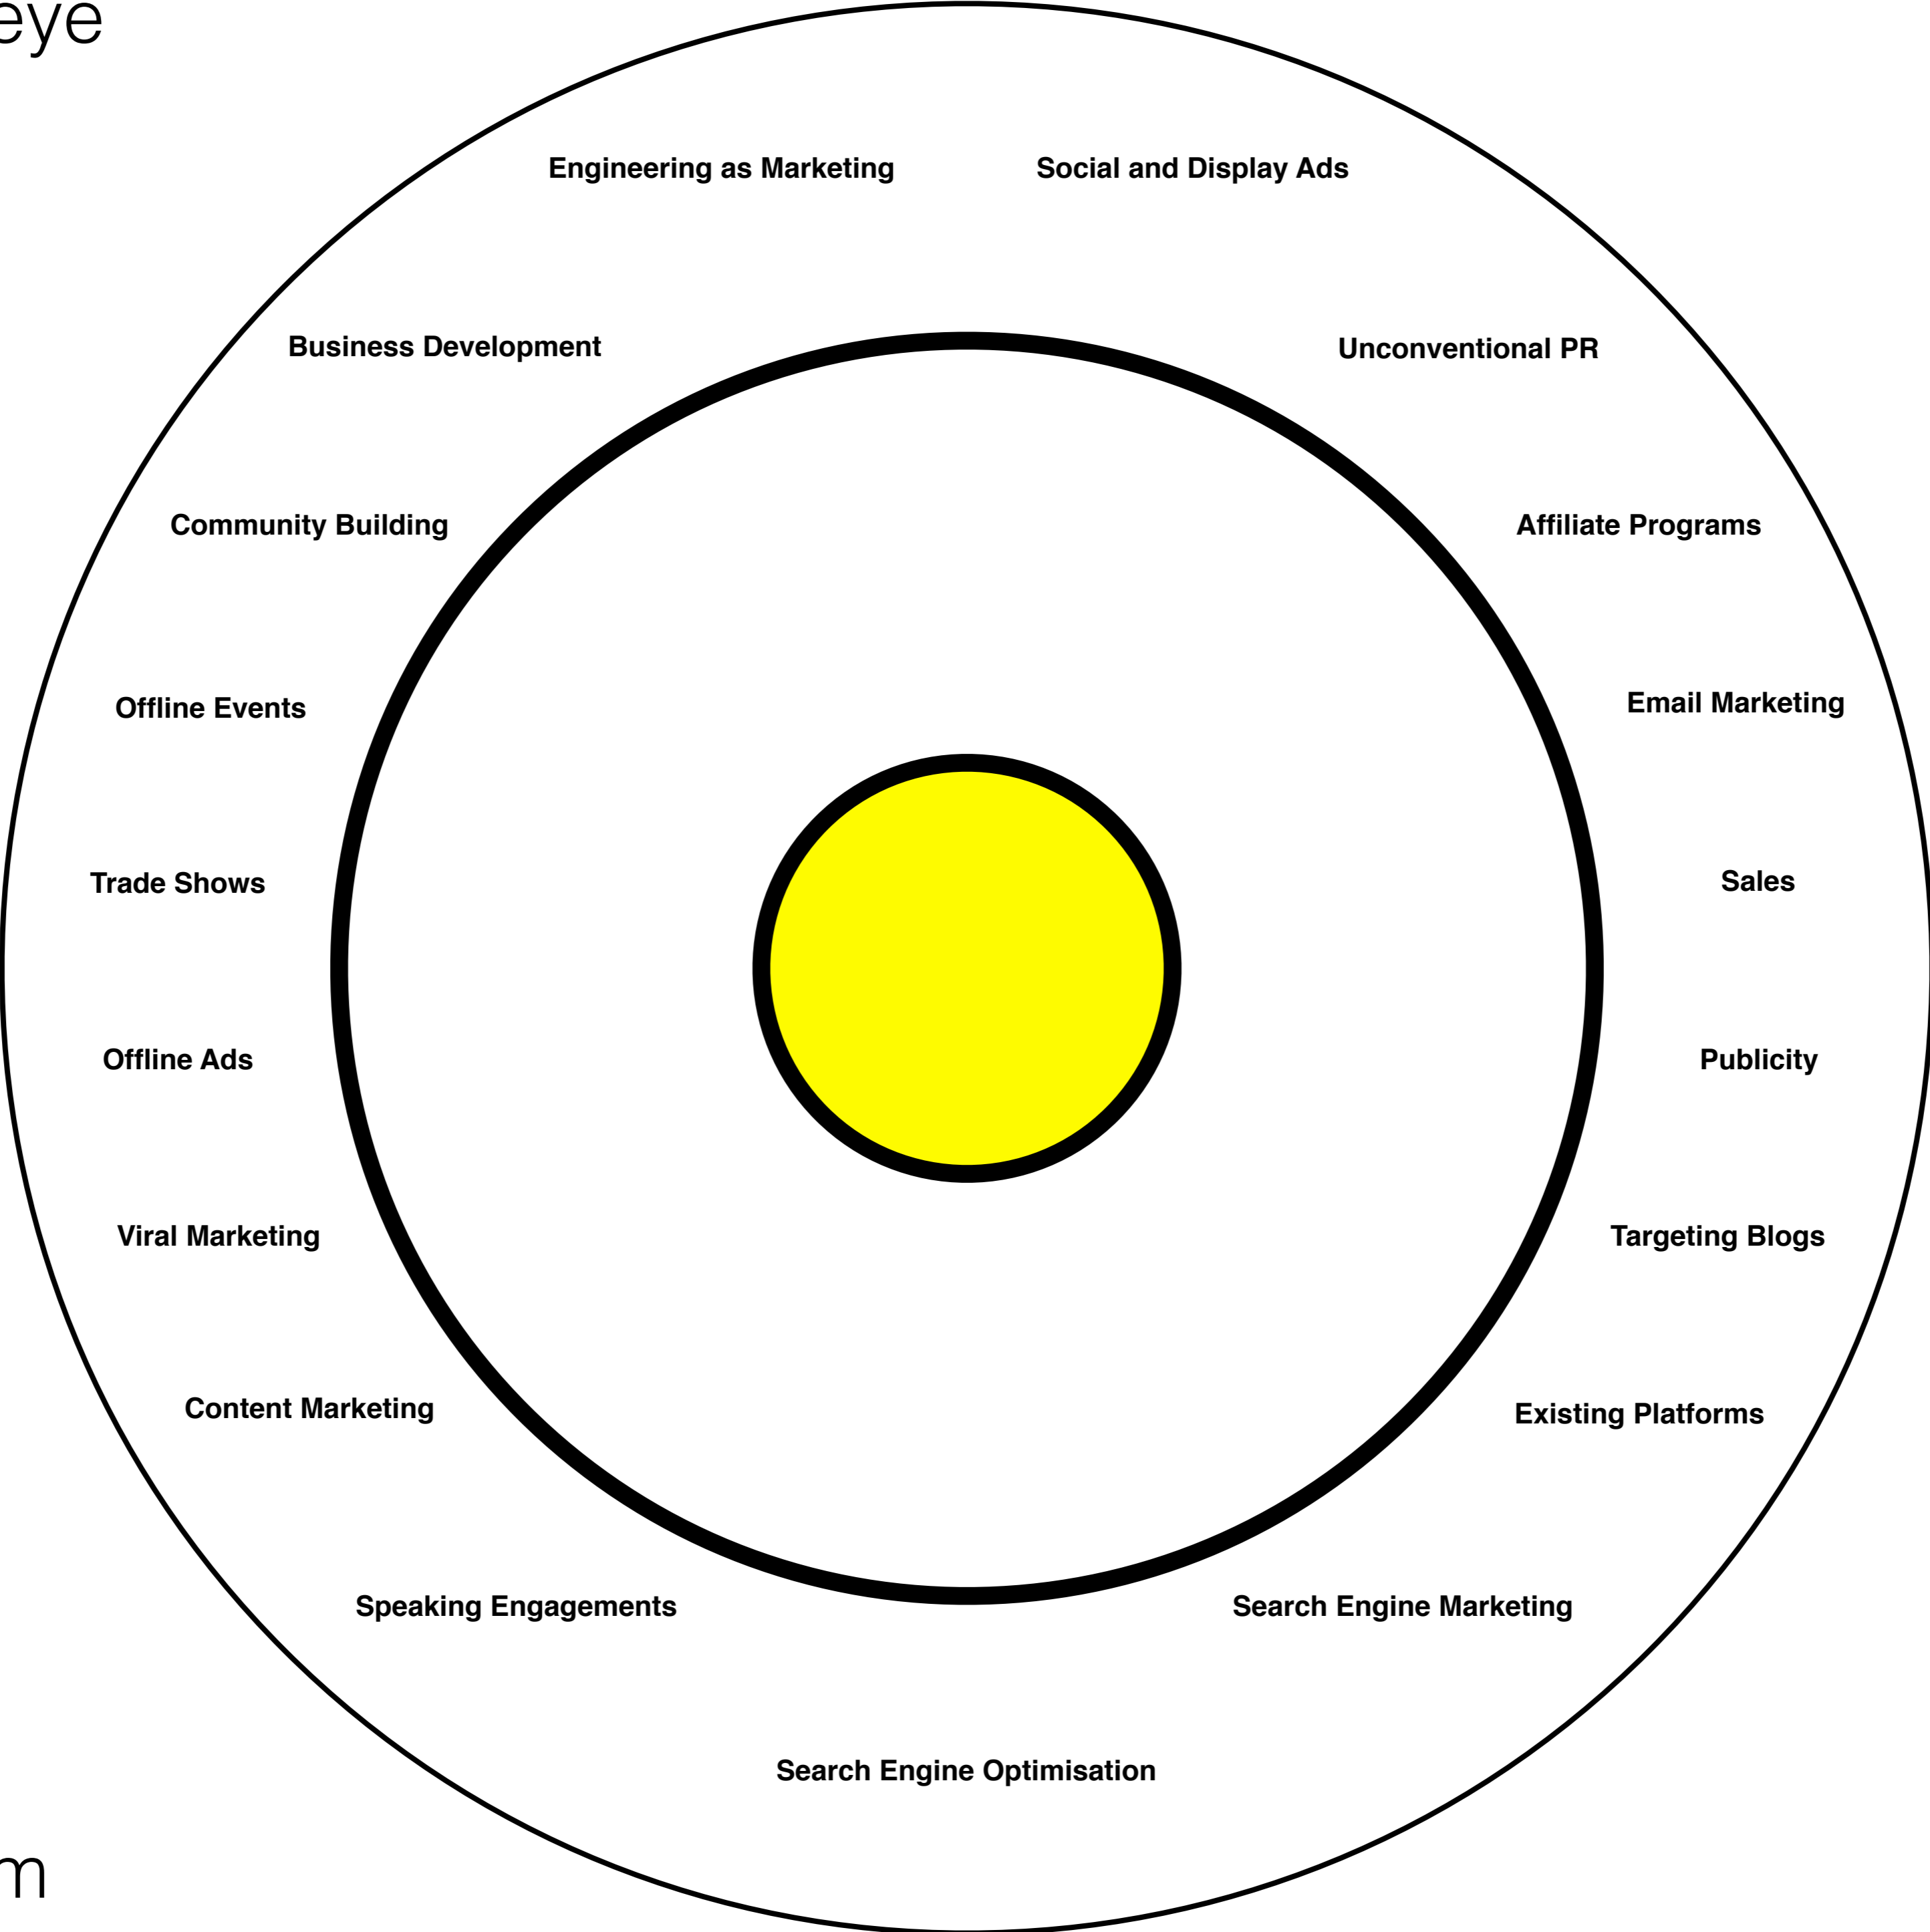 eye
Engineering as Marketing
Social and Display Ads
Business Development
Unconventional PR
Community Building
Affiliate Programs
Offline Events
Email Marketing
Trade Shows
Sales
Offline Ads
Publicity
Viral Marketing
Targeting Blogs
Content Marketing
Existing Platforms
Speaking Engagements
Search Engine Marketing
Search Engine Optimisation
m